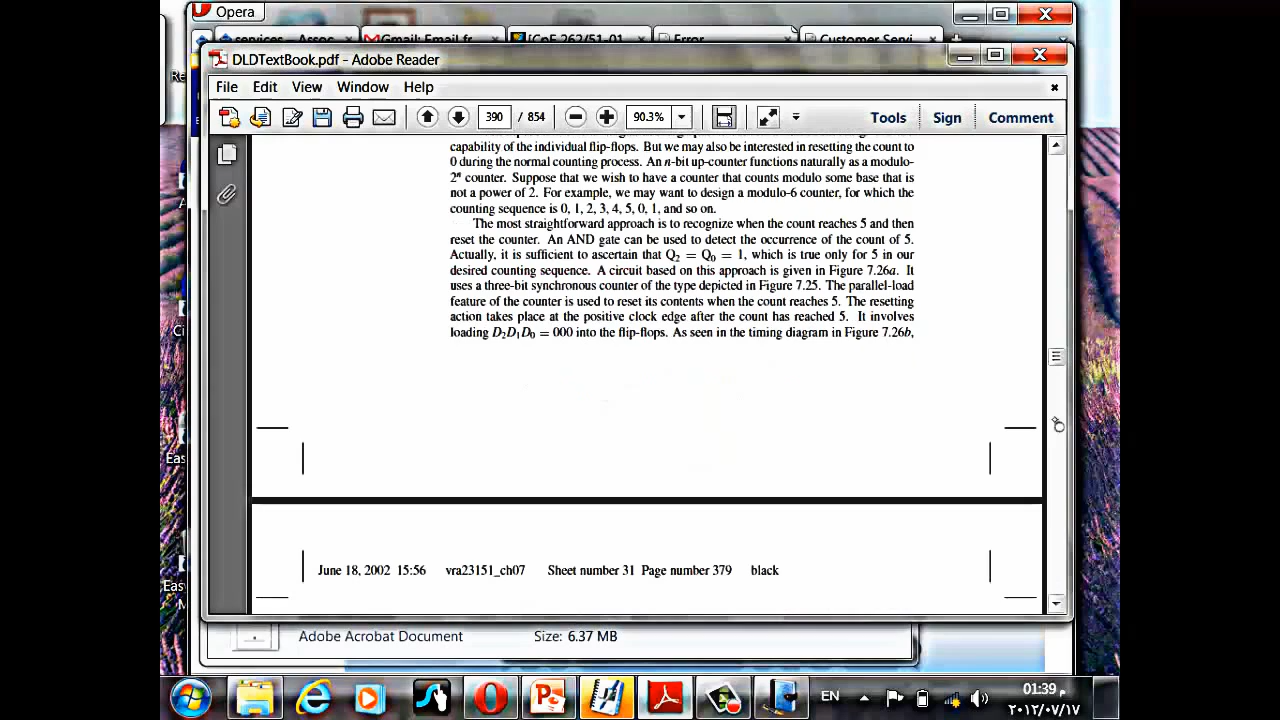 Opera
services – Assoc
Gmail: Email fr
[CpE 262/51-01
Error
Customer Servi
DLDTextBook.pdf - Adobe Reader
File Edit View Window Help
390 / 854 90.3% Tools Sign Comment
capability of the individual flip-flops. But we may also be interested in resetting the count to
0 during the normal counting process. An n-bit up-counter functions naturally as a modulo-
2ⁿ counter. Suppose that we wish to have a counter that counts modulo some base that is
not a power of 2. For example, we may want to design a modulo-6 counter, for which the
counting sequence is 0, 1, 2, 3, 4, 5, 0, 1, and so on.
The most straightforward approach is to recognize when the count reaches 5 and then
reset the counter. An AND gate can be used to detect the occurrence of the count of 5.
Actually, it is sufficient to ascertain that Q₂ = Q₀ = 1, which is true only for 5 in our
desired counting sequence. A circuit based on this approach is given in Figure 7.26a. It
uses a three-bit synchronous counter of the type depicted in Figure 7.25. The parallel-load
feature of the counter is used to reset its contents when the count reaches 5. The resetting
action takes place at the positive clock edge after the count has reached 5. It involves
loading D₂D₁D₀ = 000 into the flip-flops. As seen in the timing diagram in Figure 7.26b,
June 18, 2002 15:56 vra23151_ch07 Sheet number 31 Page number 379 black
Adobe Acrobat Document Size: 6.37 MB
EN
01:39 م
٢٠١٣/٠٧/١٧